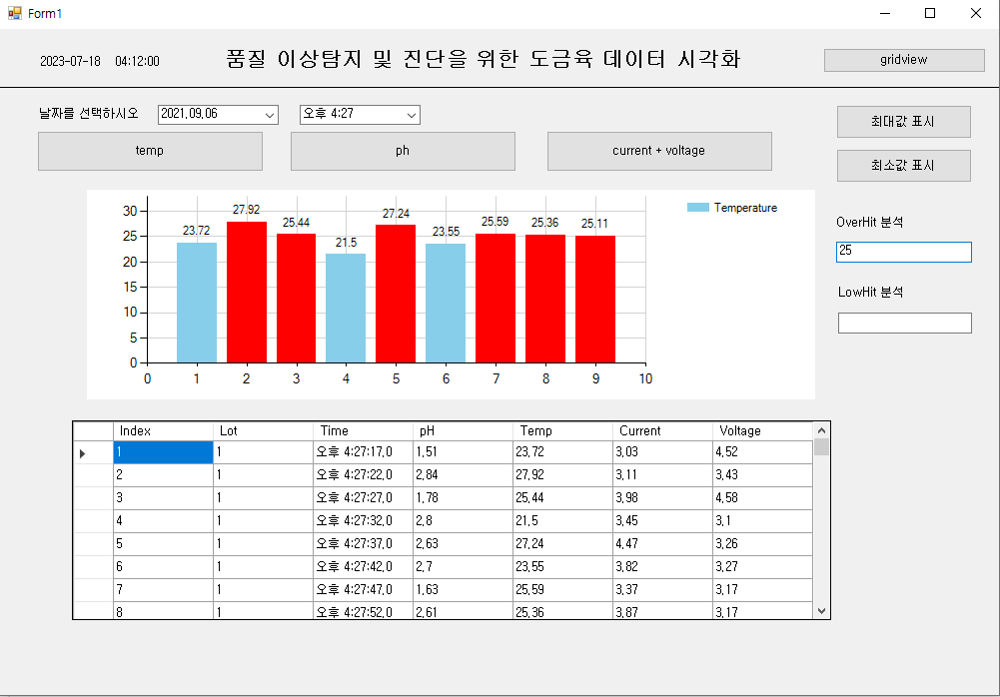 Form1
2023-07-18 04:12:00 품질 이상탐지 및 진단을 위한 도금욕 데이터 시각화 gridview
날짜를 선택하시오 2021.09.06 오후 4:27
temp ph current + voltage
최대값 표시
최소값 표시
OverHit 분석
25
LowHit 분석
Temperature
30
25
20
15
10
5
0
23.72 27.92 25.44 21.5 27.24 23.55 25.59 25.36 25.11
0 1 2 3 4 5 6 7 8 9 10
Index Lot Time pH Temp Current Voltage
1 1 오후 4:27:17.0 1.51 23.72 3.03 4.52
2 1 오후 4:27:22.0 2.84 27.92 3.11 3.43
3 1 오후 4:27:27.0 1.78 25.44 3.98 4.58
4 1 오후 4:27:32.0 2.8 21.5 3.45 3.1
5 1 오후 4:27:37.0 2.63 27.24 4.47 3.26
6 1 오후 4:27:42.0 2.7 23.55 3.82 3.27
7 1 오후 4:27:47.0 1.63 25.59 3.37 3.17
8 1 오후 4:27:52.0 2.61 25.36 3.87 3.17